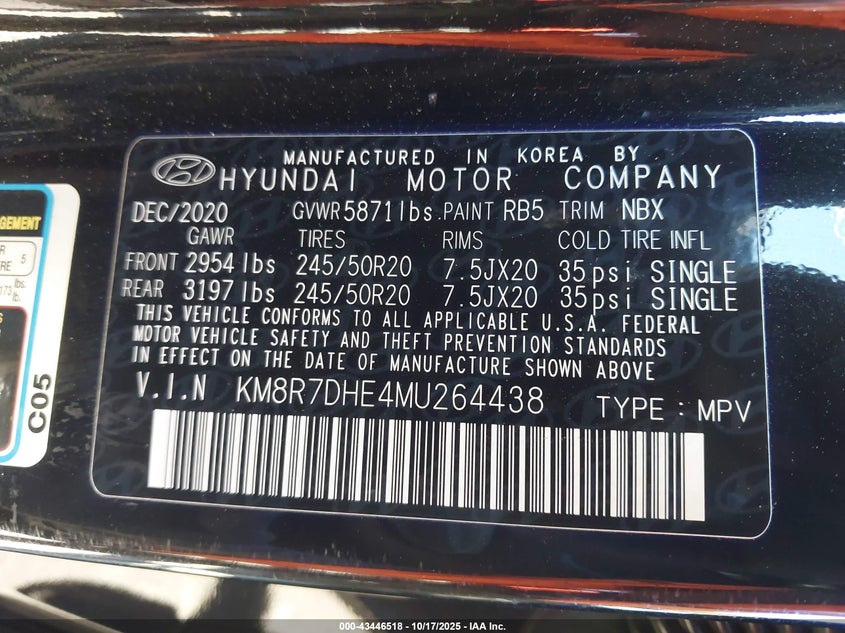 MANUFACTURED IN KOREA BY
HYUNDAI MOTOR COMPANY
DEC/2020 GVWR 5871lbs. PAINT RB5 TRIM NBX
GAWR TIRES RIMS COLD TIRE INFL
FRONT 2954 lbs 245/50R20 7.5JX20 35psi SINGLE
REAR 3197 lbs 245/50R20 7.5JX20 35psi SINGLE
THIS VEHICLE CONFORMS TO ALL APPLICABLE U.S.A. FEDERAL
MOTOR VEHICLE SAFETY AND THEFT PREVENTION STANDARDS
IN EFFECT ON THE DATE OF MANUFACTURE SHOWN ABOVE
V.I.N KM8R7DHE4MU264438 TYPE : MPV
5
lbs.
kg.
C05
000-43446518 - 10/17/2025 - IAA Inc.